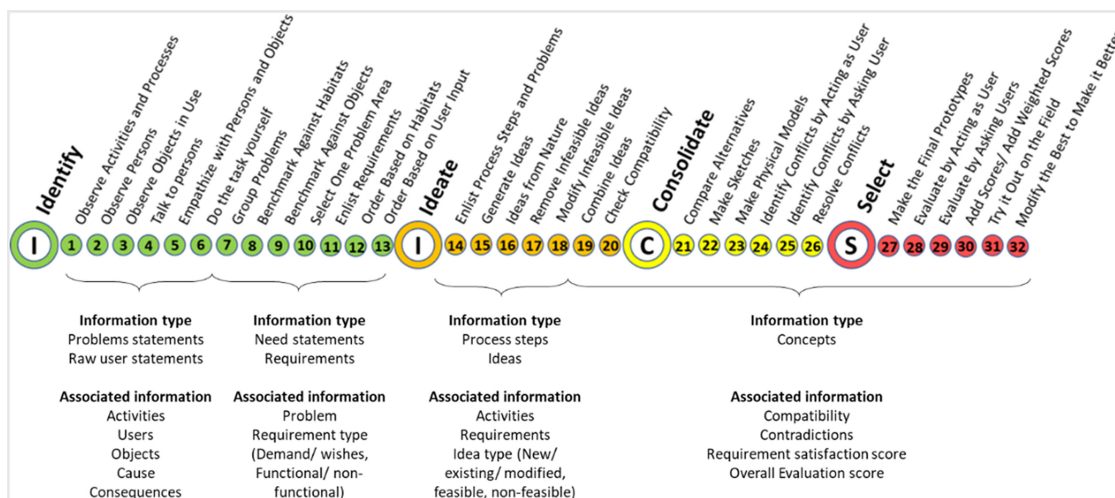 Identify
Observe Activities and Processes
Observe Persons
Observe Objects in Use
Talk to persons
Empathize with Persons and Objects
Do the task yourself
Group Problems
Benchmark Against Habitats
Benchmark Against Objects
Select One Problem Area
Enlist Requirements
Order Based on Habitats
Order Based on User Input
Ideate
Enlist Process Steps and Problems
Generate Ideas
Ideas from Nature
Remove Infeasible Ideas
Modify Infeasible Ideas
Combine Ideas
Check Compatibility
Consolidate
Compare Alternatives
Make Sketches
Make Physical Models
Identify Conflicts by Acting as User
Identify Conflicts by Asking User
Resolve Conflicts
Select
Make the Final Prototypes
Evaluate by Acting as User
Evaluate by Asking Users
Add Scores/ Add Weighted Scores
Try it Out on the Field
Modify the Best to Make it Better
I 1 2 3 4 5 6 7 8 9 10 11 12 13 I 14 15 16 17 18 19 20 C 21 22 23 24 25 26 S 27 28 29 30 31 32
Information type
Problems statements
Raw user statements
Associated information
Activities
Users
Objects
Cause
Consequences
Information type
Need statements
Requirements
Associated information
Problem
Requirement type
(Demand/ wishes,
Functional/ non-
functional)
Information type
Process steps
Ideas
Associated information
Activities
Requirements
Idea type (New/
existing/ modified,
feasible, non-feasible)
Information type
Concepts
Associated information
Compatibility
Contradictions
Requirement satisfaction score
Overall Evaluation score